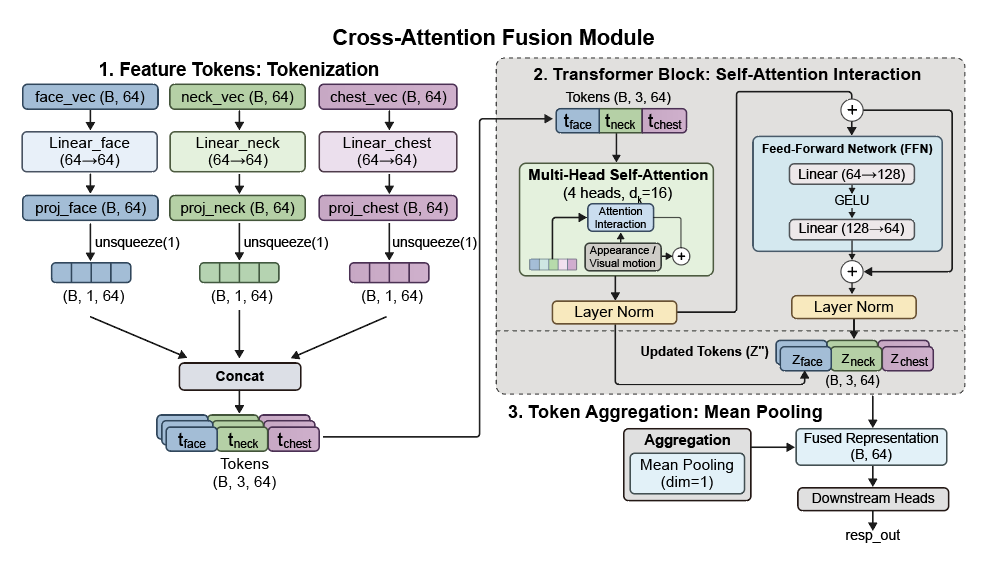 Cross-Attention Fusion Module
1. Feature Tokens: Tokenization
face_vec (B, 64)
neck_vec (B, 64)
chest_vec (B, 64)
Linear_face
(64→64)
Linear_neck
(64→64)
Linear_chest
(64→64)
proj_face (B, 64)
proj_neck (B, 64)
proj_chest (B, 64)
unsqueeze(1)
unsqueeze(1)
unsqueeze(1)
(B, 1, 64)
(B, 1, 64)
(B, 1, 64)
Concat
tface
tneck
tchest
Tokens
(B, 3, 64)
2. Transformer Block: Self-Attention Interaction
Tokens (B, 3, 64)
tface
tneck
tchest
Multi-Head Self-Attention
(4 heads, dk=16)
Attention
Interaction
Appearance /
Visual motion
+
Layer Norm
+
Feed-Forward Network (FFN)
Linear (64→128)
GELU
Linear (128→64)
+
Layer Norm
Updated Tokens (Z")
Zface
Zneck
Zchest
(B, 3, 64)
3. Token Aggregation: Mean Pooling
Aggregation
Mean Pooling
(dim=1)
Fused Representation
(B, 64)
Downstream Heads
resp_out